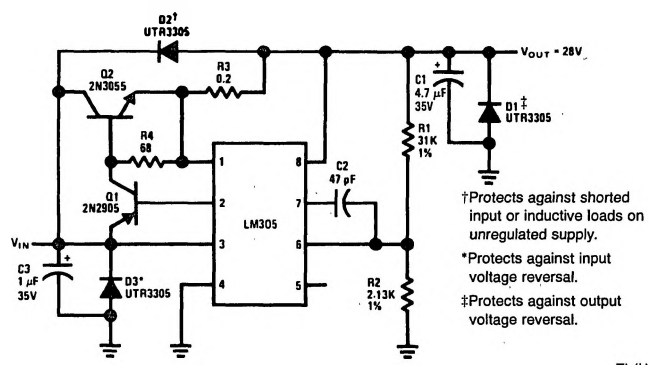 D2†
UTR3305
VOUT = 28V
Q2
2N3055
R3
0.2
C1
4.7 μF
35V
D1‡
UTR3305
R4
68
R1
31K
1%
1
8
C2
47 pF
Q1
2N2905
2
LM305
7
†Protects against shorted
input or inductive loads on
unregulated supply.
VIN
3
6
*Protects against input
voltage reversal.
C3
1 μF
35V
D3*
UTR3305
4
5
R2
2.13K
1%
‡Protects against output
voltage reversal.